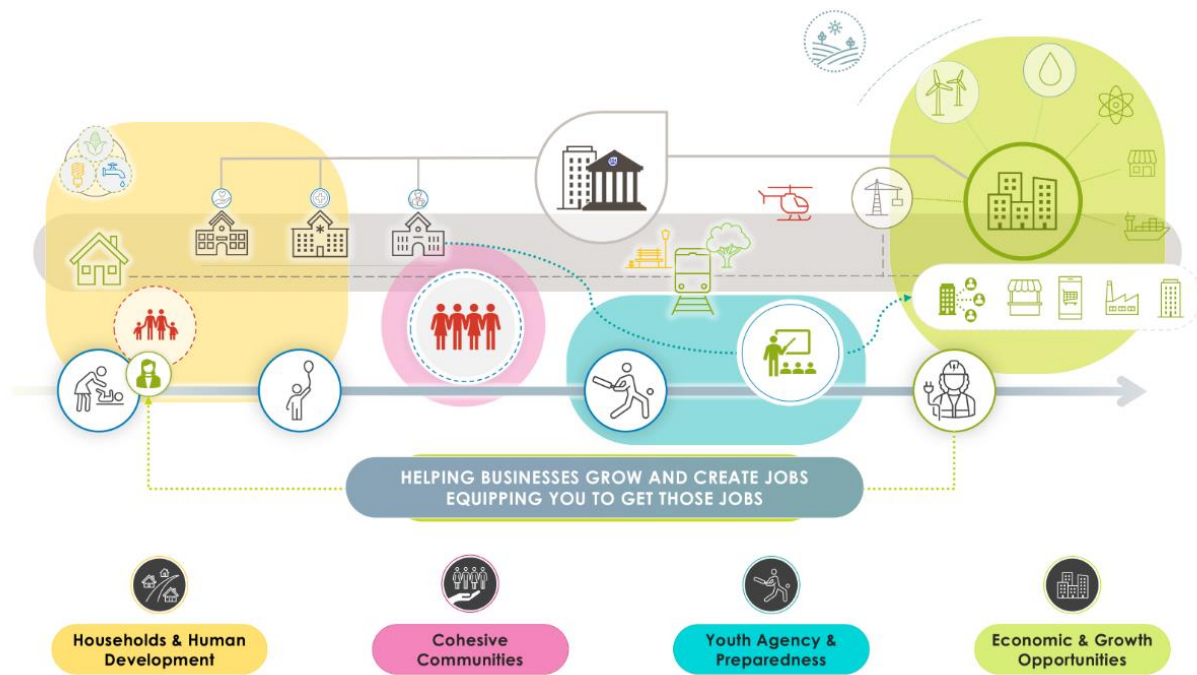 HELPING BUSINESSES GROW AND CREATE JOBS
EQUIPPING YOU TO GET THOSE JOBS
Households & Human
Development
Cohesive
Communities
Youth Agency &
Preparedness
Economic & Growth
Opportunities